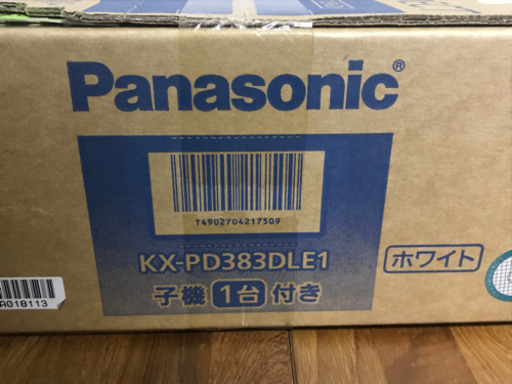 Panasonic®
T4902704217509
KX-PD383DLE1
ホワイト
子機 1台 付き
A018113